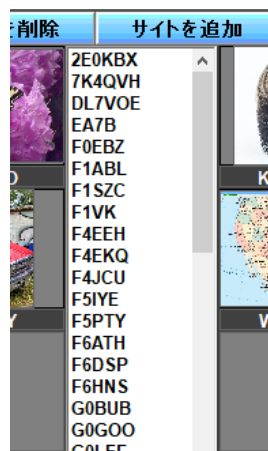 を削除
サイトを追加
2E0KBX
7K4QVH
DL7VOE
EA7B
F0EBZ
F1ABL
F1SZC
F1VK
F4EEH
F4EKQ
F4JCU
F5IYE
F5PTY
F6ATH
F6DSP
F6HNS
G0BUB
G0GOO